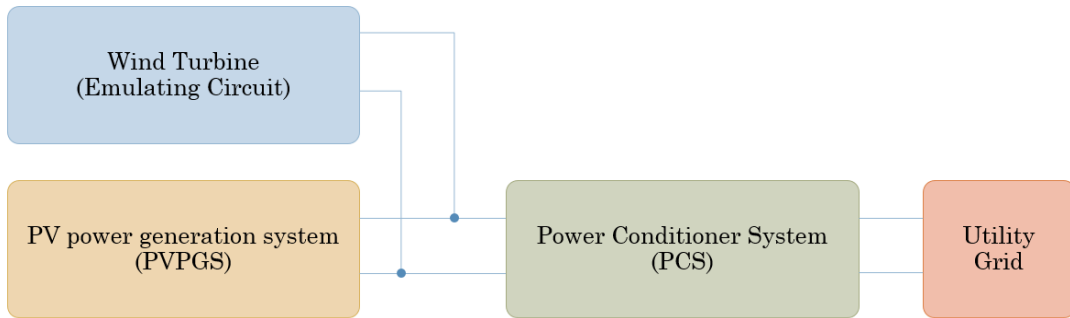 Wind Turbine
(Emulating Circuit)
PV power generation system
(PVPGS)
Power Conditioner System
(PCS)
Utility
Grid